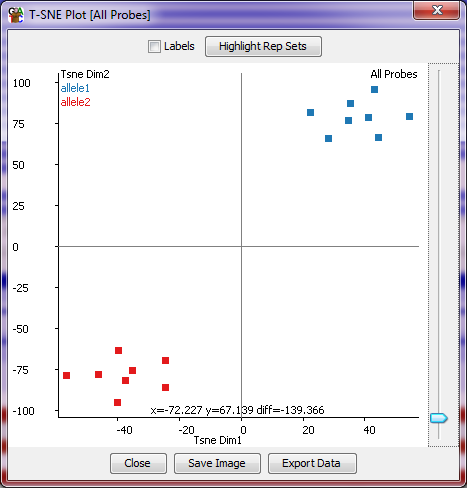 T-SNE Plot [All Probes]
Labels
Highlight Rep Sets
Tsne Dim2
All Probes
allele1
allele2
100
75
50
25
0
-25
-50
-75
-100
x=-72.227 y=67.139 diff=-139.366
-40
-20
0
20
40
Tsne Dim1
Close
Save Image
Export Data